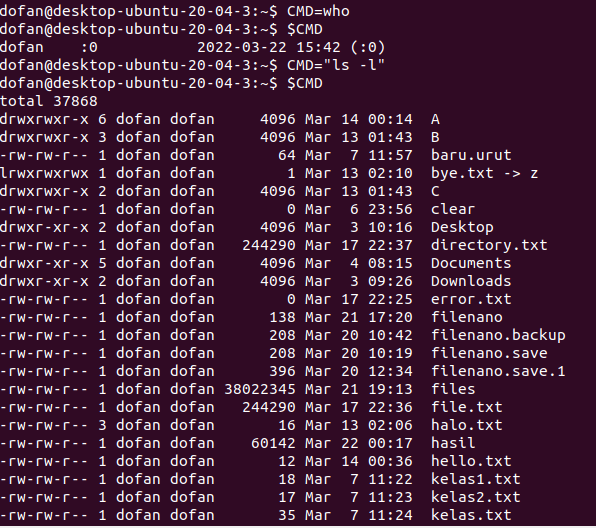 dofan@desktop-ubuntu-20-04-3:~$ CMD=who
dofan@desktop-ubuntu-20-04-3:~$ $CMD
dofan    :0           2022-03-22 15:42 (:0)
dofan@desktop-ubuntu-20-04-3:~$ CMD="ls -l"
dofan@desktop-ubuntu-20-04-3:~$ $CMD
total 37868
drwxrwxr-x 6 dofan dofan     4096 Mar 14 00:14  A
drwxrwxr-x 3 dofan dofan     4096 Mar 13 01:43  B
-rw-rw-r-- 1 dofan dofan       64 Mar  7 11:57  baru.urut
lrwxrwxrwx 1 dofan dofan        1 Mar 13 02:10  bye.txt -> z
drwxrwxr-x 2 dofan dofan     4096 Mar 13 01:43  C
-rw-rw-r-- 1 dofan dofan        0 Mar  6 23:56  clear
drwxr-xr-x 2 dofan dofan     4096 Mar  3 10:16  Desktop
-rw-rw-r-- 1 dofan dofan   244290 Mar 17 22:37  directory.txt
drwxr-xr-x 5 dofan dofan     4096 Mar  4 08:15  Documents
drwxr-xr-x 2 dofan dofan     4096 Mar  3 09:26  Downloads
-rw-rw-r-- 1 dofan dofan        0 Mar 17 22:25  error.txt
-rw-rw-r-- 1 dofan dofan      138 Mar 21 17:20  filenano
-rw-rw-r-- 1 dofan dofan      208 Mar 20 10:42  filenano.backup
-rw-rw-r-- 1 dofan dofan      208 Mar 20 10:19  filenano.save
-rw-rw-r-- 1 dofan dofan      396 Mar 20 12:34  filenano.save.1
-rw-rw-r-- 1 dofan dofan 38022345 Mar 21 19:13  files
-rw-rw-r-- 1 dofan dofan   244290 Mar 17 22:36  file.txt
-rw-rw-r-- 3 dofan dofan       16 Mar 13 02:06  halo.txt
-rw-rw-r-- 1 dofan dofan    60142 Mar 22 00:17  hasil
-rw-rw-r-- 1 dofan dofan       12 Mar 14 00:36  hello.txt
-rw-rw-r-- 1 dofan dofan       18 Mar  7 11:22  kelas1.txt
-rw-rw-r-- 1 dofan dofan       17 Mar  7 11:23  kelas2.txt
-rw-rw-r-- 1 dofan dofan       35 Mar  7 11:24  kelas.txt